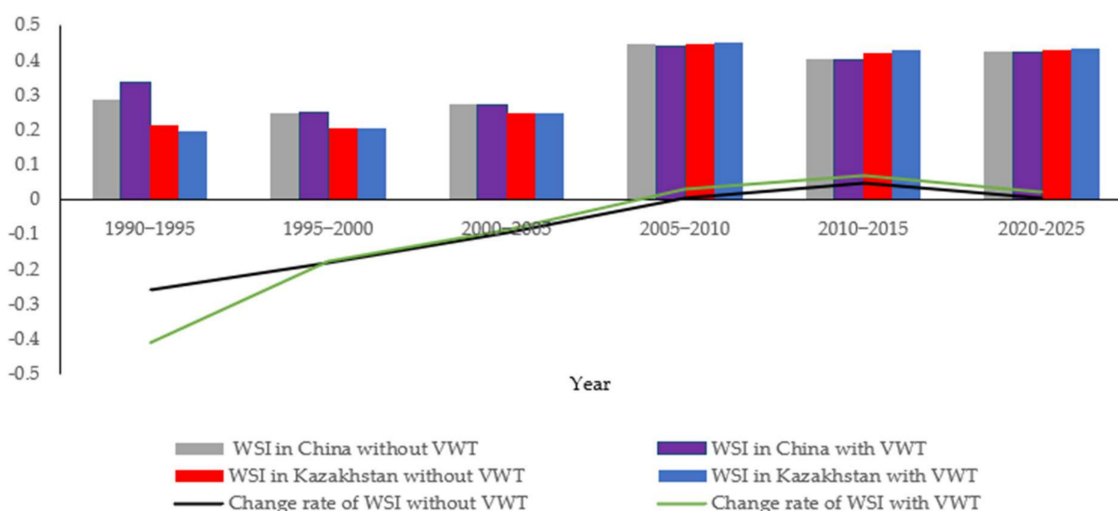 0.5
0.4
0.3
0.2
0.1
0
-0.1
-0.2
-0.3
-0.4
-0.5
1990–1995 1995–2000 2000–2005 2005–2010 2010–2015 2020-2025
Year
WSI in China without VWT WSI in China with VWT
WSI in Kazakhstan without VWT WSI in Kazakhstan with VWT
Change rate of WSI without VWT Change rate of WSI with VWT